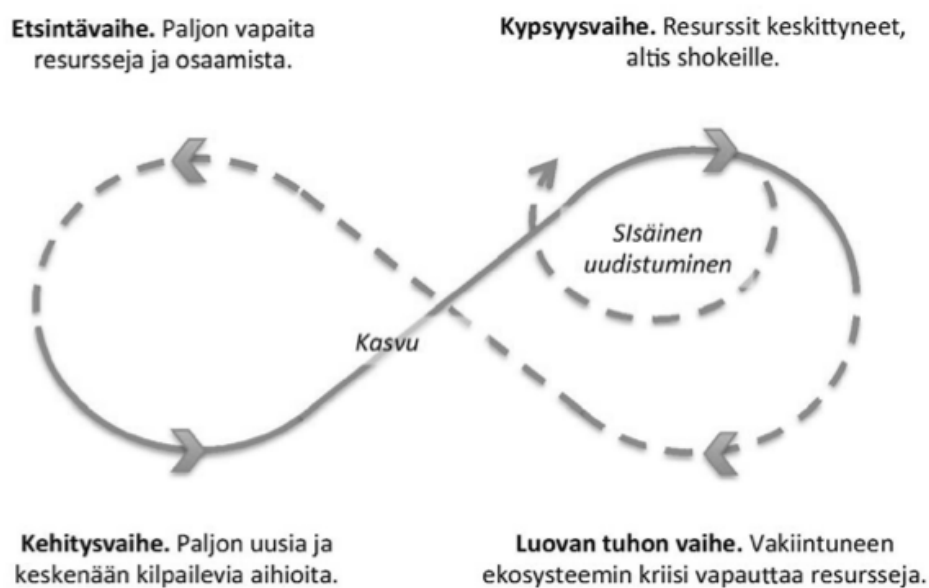 Etsintävaihe. Paljon vapaita
resursseja ja osaamista.
Kypsyysvaihe. Resurssit keskittyneet,
altis shokeille.
SIsäinen
uudistuminen
Kasvu
Kehitysvaihe. Paljon uusia ja
keskenään kilpailevia aihioita.
Luovan tuhon vaihe. Vakiintuneen
ekosysteemin kriisi vapauttaa resursseja.